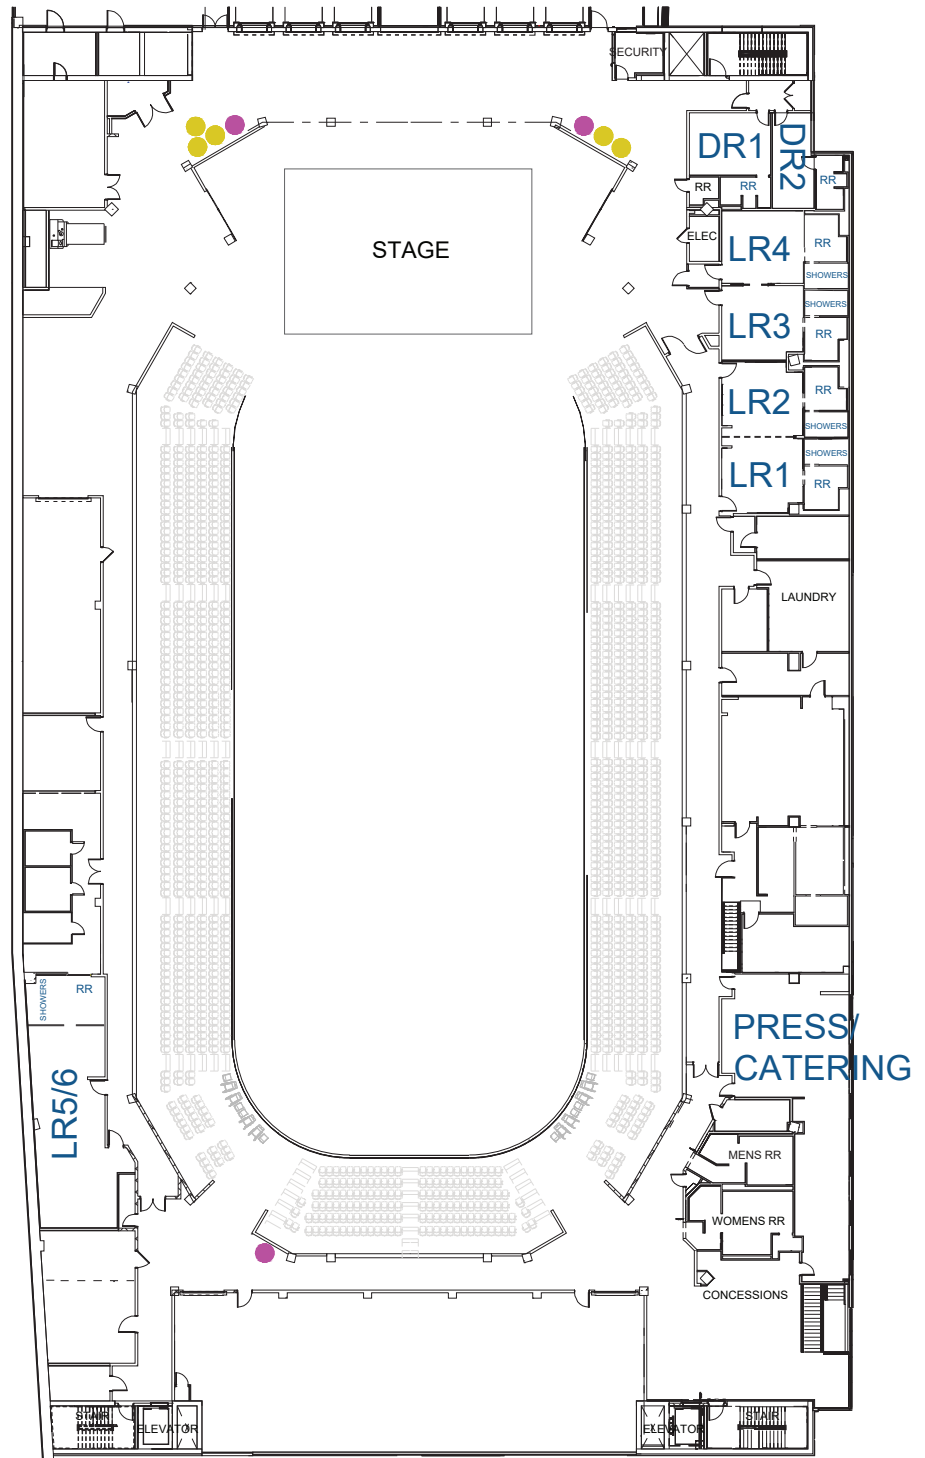 SECURITY
DR1
DR2
RR
RR
RR
ELEC
STAGE
LR4
RR
SHOWERS
SHOWERS
LR3
RR
LR2
RR
SHOWERS
SHOWERS
LR1
RR
LAUNDRY
SHOWERS
RR
PRESS/
CATERING
LR5/6
MENS RR
WOMENS RR
CONCESSIONS
STAIR
ELEVATOR
ELEVATOR
STAIR